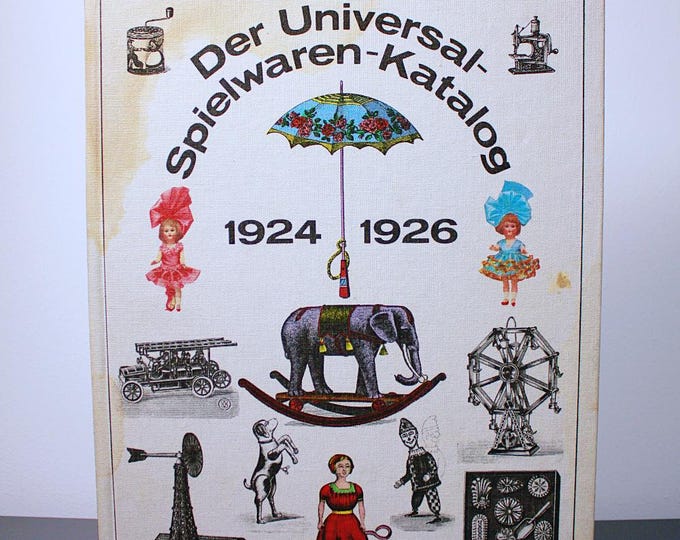 Der Universal-
Spielwaren-Katalog
1924 1926